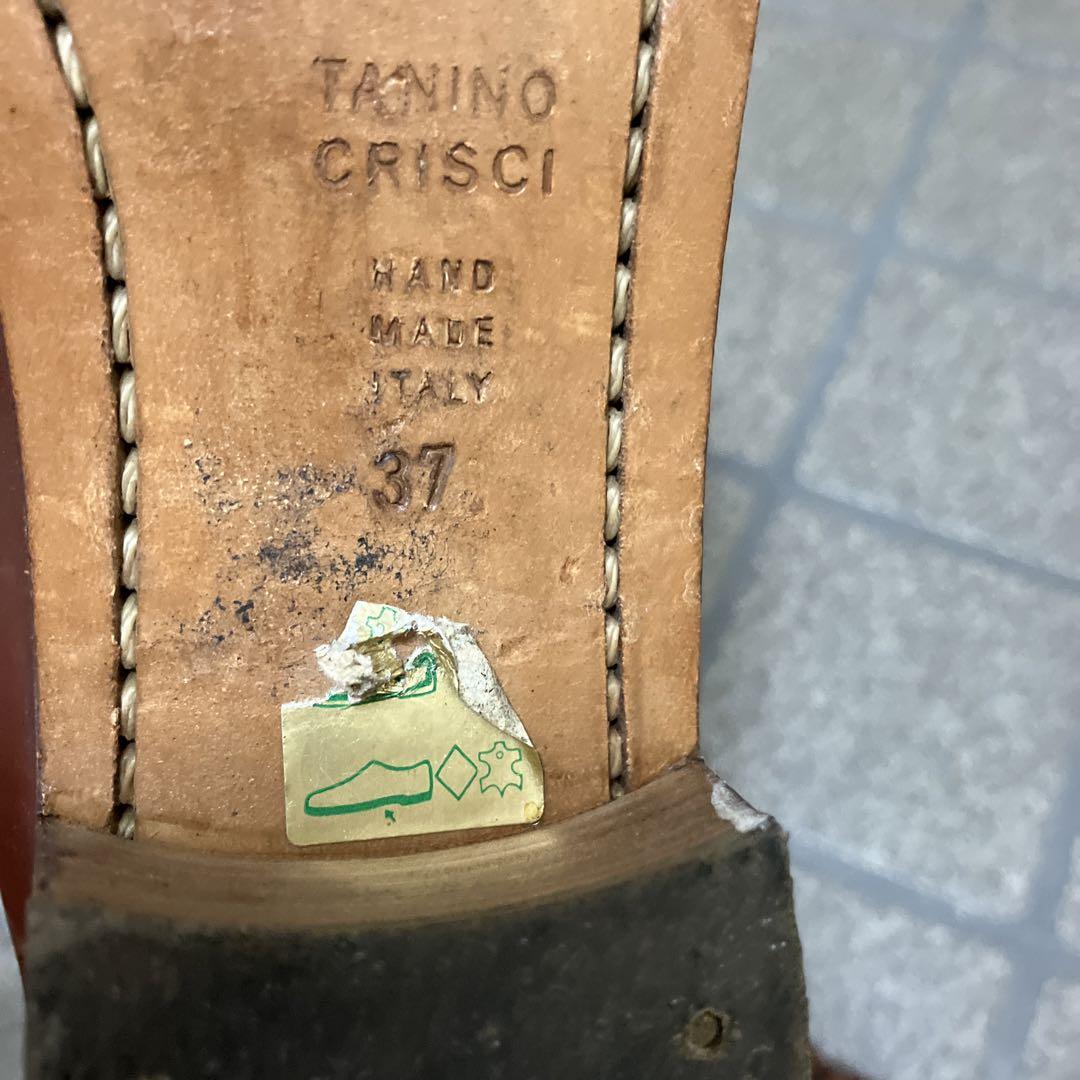 TANINO
CRISCI
HAND
MADE
ITALY
37